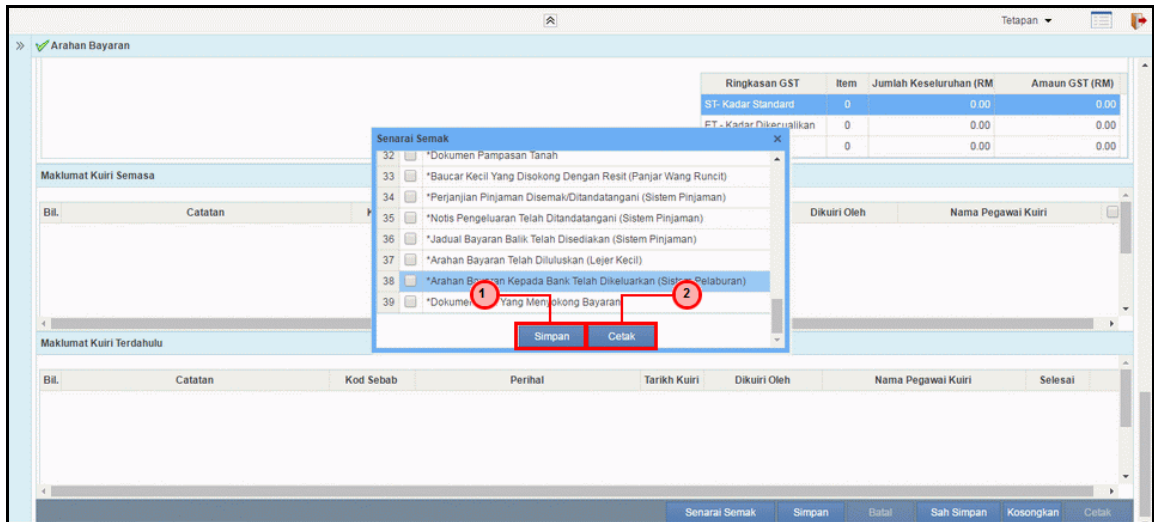 Tetapan
Arahan Bayaran
Ringkasan GST Item Jumlah Keseluruhan (RM Amaun GST (RM)
ST- Kadar Standard 0 0.00 0.00
ET - Kadar Dikecualikan 0 0.00 0.00
0 0.00 0.00
Senarai Semak
32 *Dokumen Pampasan Tanah
33 *Baucar Kecil Yang Disokong Dengan Resit (Panjar Wang Runcit)
34 *Perjanjian Pinjaman Disemak/Ditandatangani (Sistem Pinjaman)
35 *Notis Pengeluaran Telah Ditandatangani (Sistem Pinjaman)
36 *Jadual Bayaran Balik Telah Disediakan (Sistem Pinjaman)
37 *Arahan Bayaran Telah Diluluskan (Lejer Kecil)
38 *Arahan Bayaran Kepada Bank Telah Dikeluarkan (Sistem Pelaburan)
39 *Dokumen Yang Menyokong Bayaran
1 2
Simpan Cetak
Maklumat Kuiri Semasa
Bil. Catatan K Dikuiri Oleh Nama Pegawai Kuiri
Maklumat Kuiri Terdahulu
Bil. Catatan Kod Sebab Perihal Tarikh Kuiri Dikuiri Oleh Nama Pegawai Kuiri Selesai
Senarai Semak Simpan Batal Sah Simpan Kosongkan Cetak